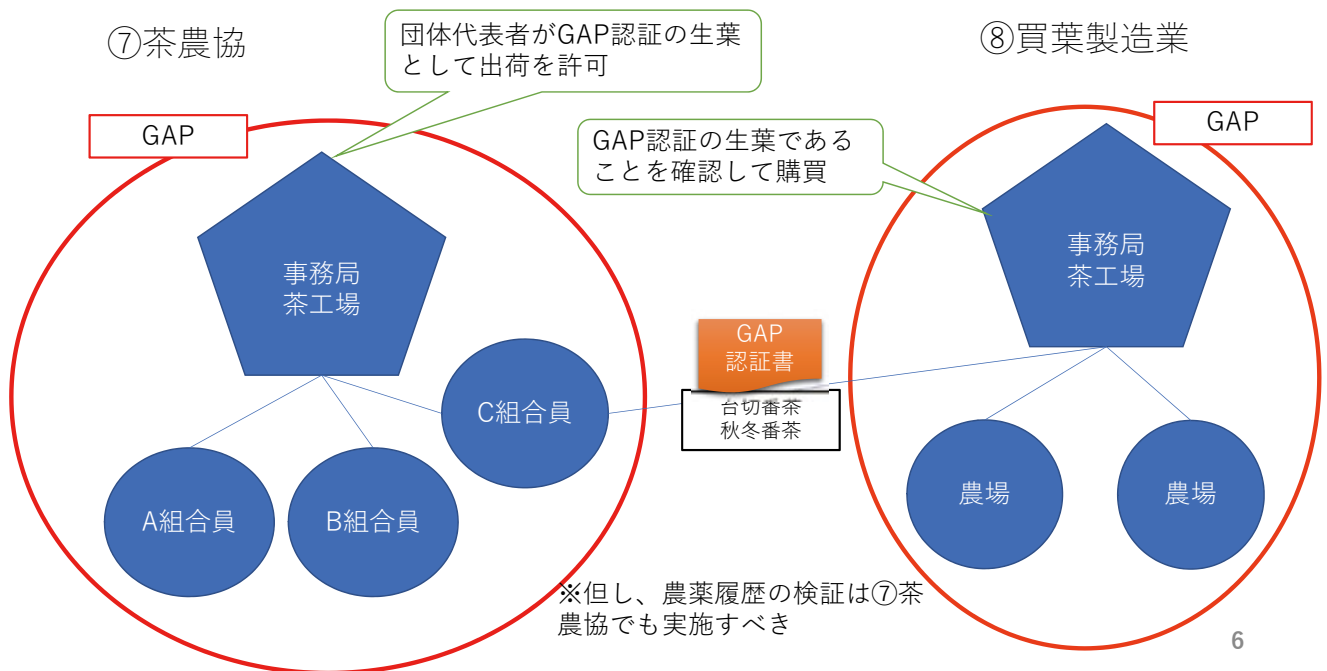 ⑦茶農協
団体代表者がGAP認証の生葉
として出荷を許可
⑧買葉製造業
GAP
GAP認証の生葉である
ことを確認して購買
GAP
事務局
茶工場
事務局
茶工場
GAP
認証書
台切番茶
秋冬番茶
C組合員
A組合員
B組合員
農場
農場
※但し、農薬履歴の検証は⑦茶
農協でも実施すべき
6